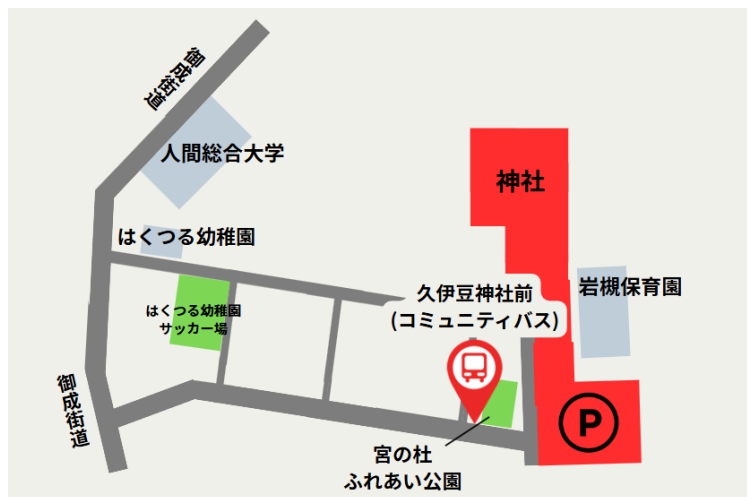 御成街道
人間総合大学
神社
はくつる幼稚園
岩槻保育園
久伊豆神社前
(コミュニティバス)
はくつる幼稚園
サッカー場
御成街道
P
宮の杜
ふれあい公園